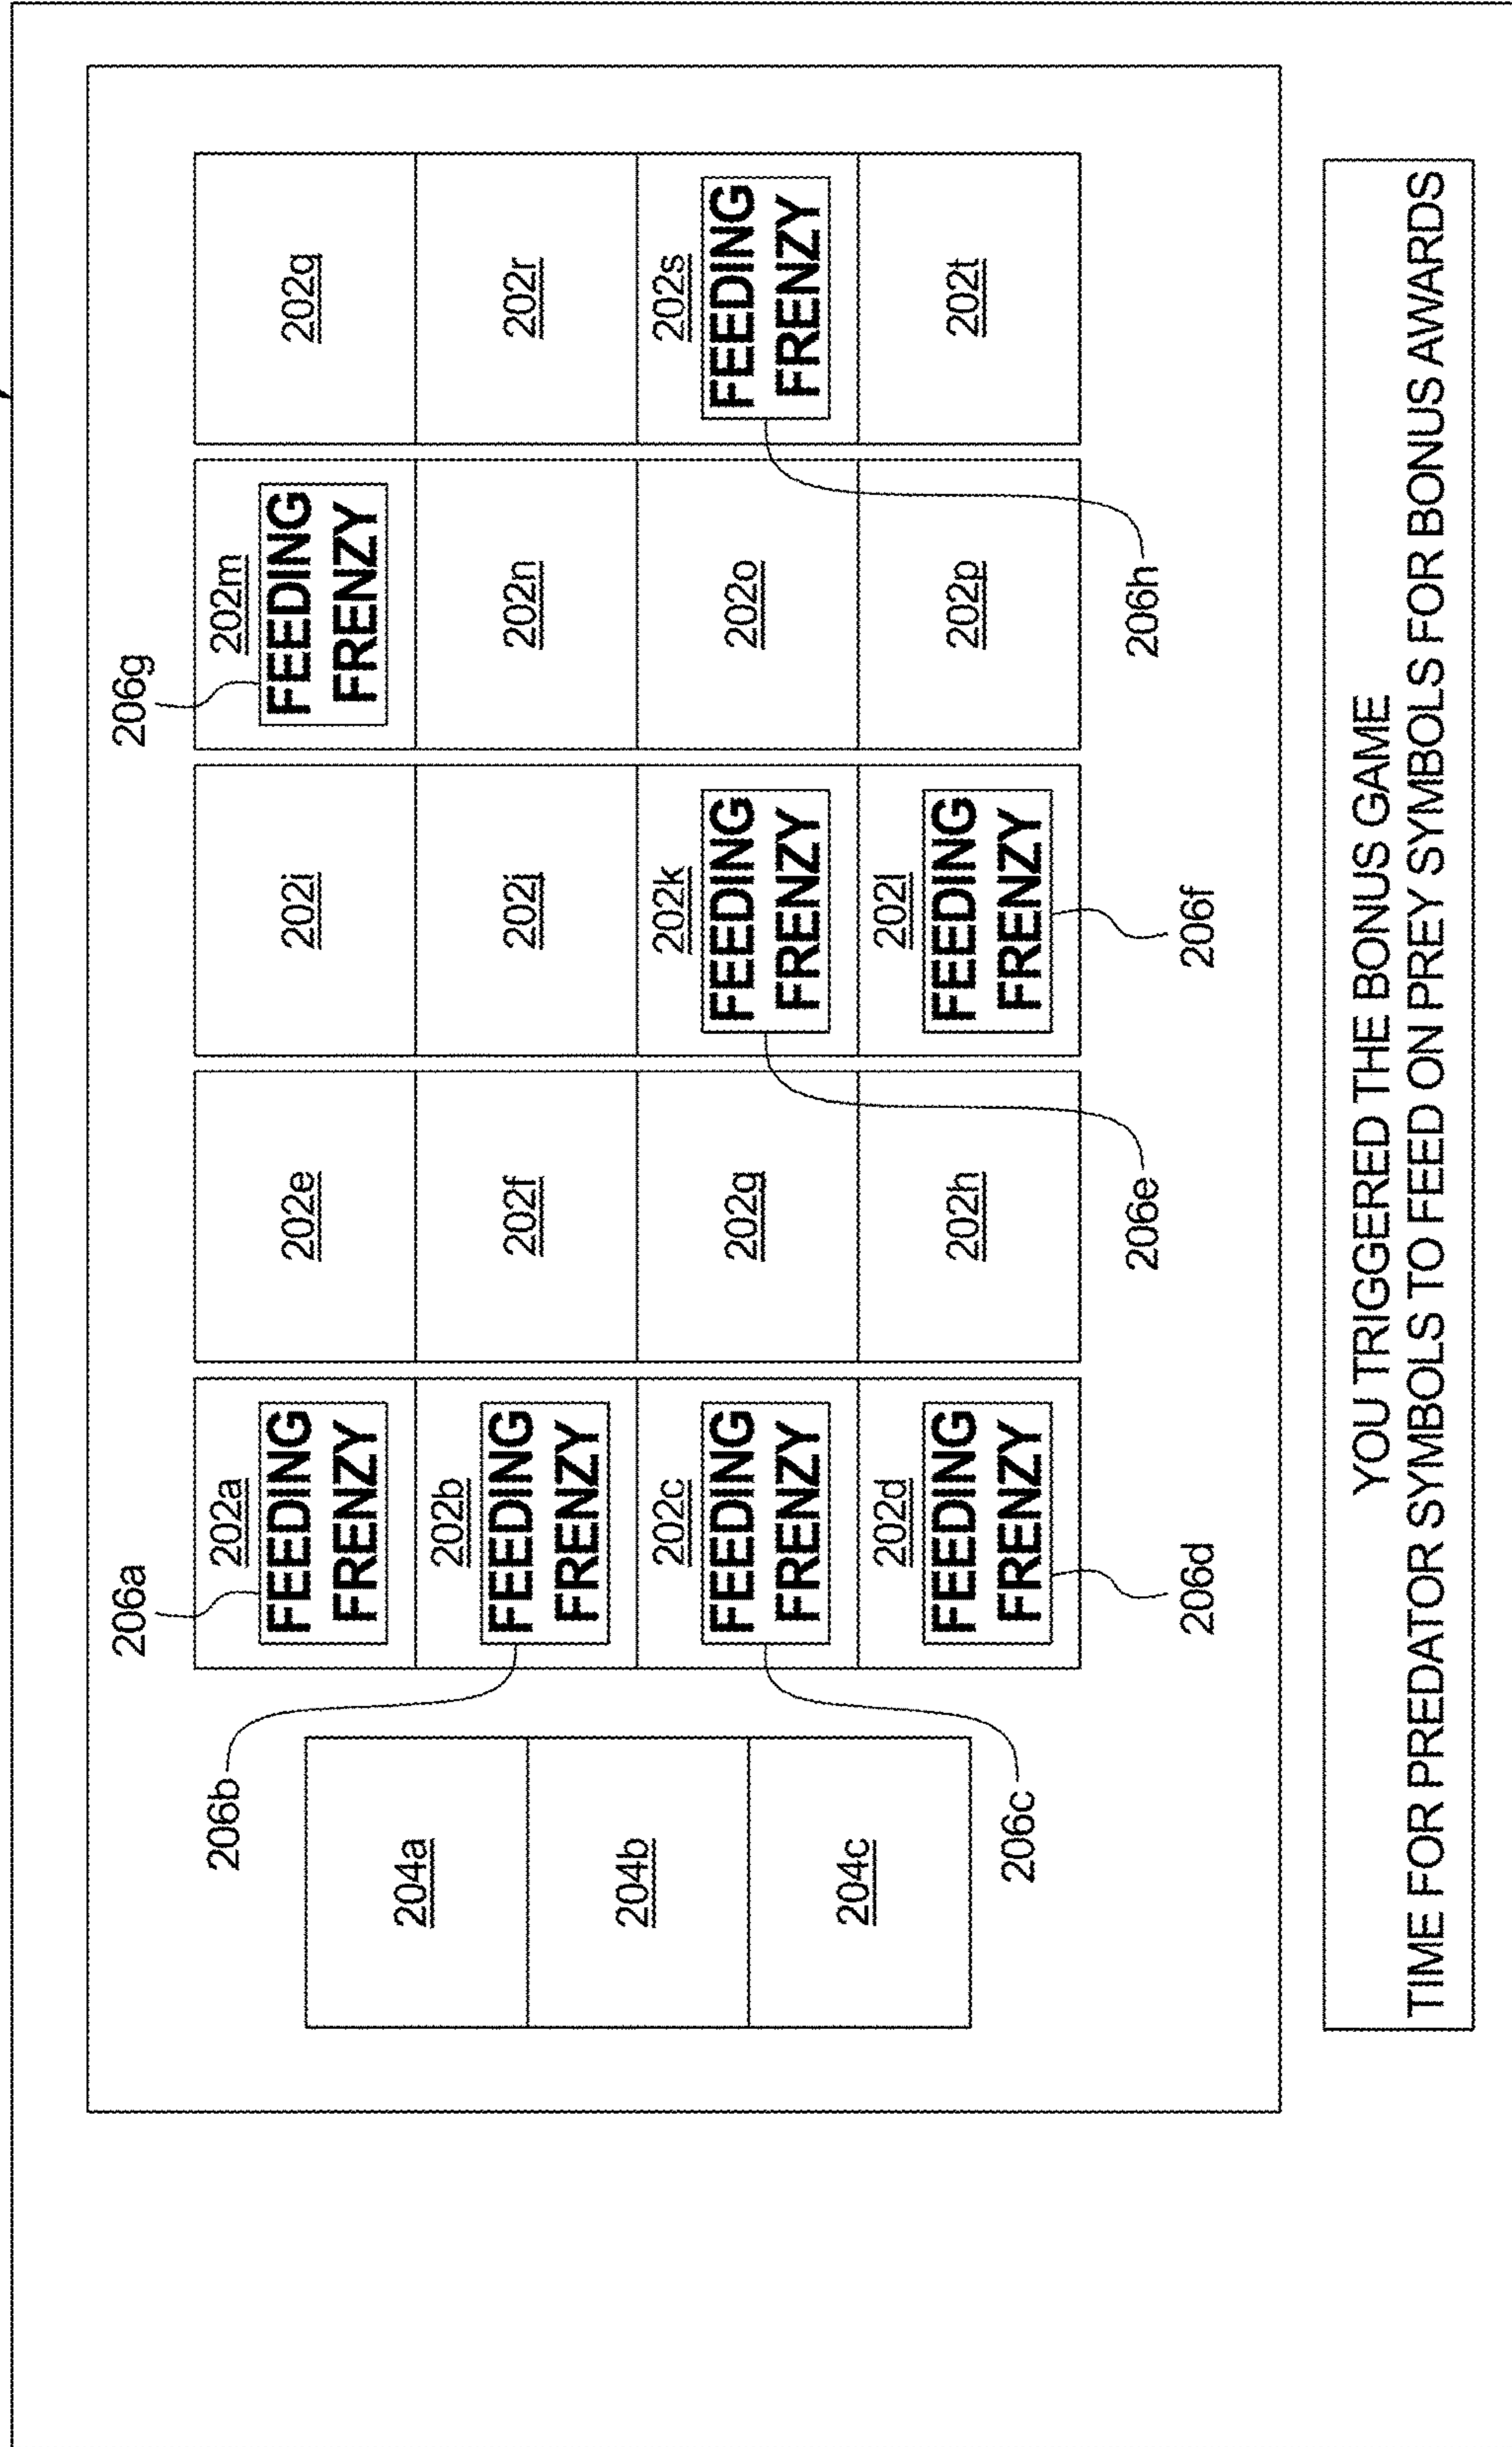 206a
206g
206b
204a
204b
204c
206c
202a
FEEDING
FRENZY
202b
FEEDING
FRENZY
202c
FEEDING
FRENZY
202d
FEEDING
FRENZY
206d
202e
202f
202g
202h
206e
202i
202j
202k
FEEDING
FRENZY
202l
FEEDING
FRENZY
206f
202m
FEEDING
FRENZY
202n
202o
202p
206h
202q
202r
202s
FEEDING
FRENZY
202t
YOU TRIGGERED THE BONUS GAME
TIME FOR PREDATOR SYMBOLS TO FEED ON PREY SYMBOLS FOR BONUS AWARDS